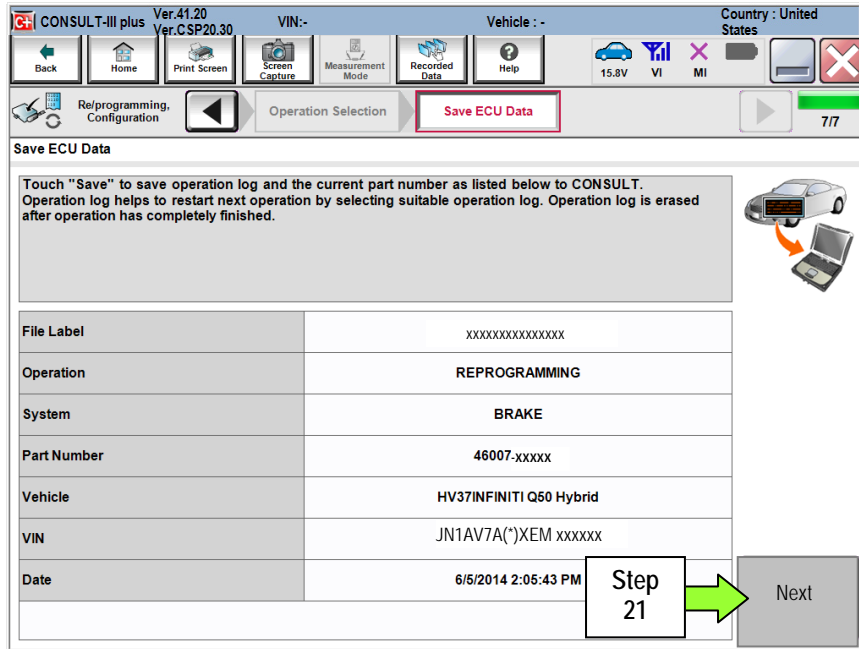 CONSULT-III plus Ver.41.20 VIN:- Vehicle : - Country : United
Ver.CSP20.30 States
Back Home Print Screen Screen Capture Measurement Mode Recorded Data Help 15.8V VI MI
Re/programming, Configuration Operation Selection Save ECU Data 7/7
Save ECU Data
Touch "Save" to save operation log and the current part number as listed below to CONSULT.
Operation log helps to restart next operation by selecting suitable operation log. Operation log is erased
after operation has completely finished.
File Label xxxxxxxxxxxxxxx
Operation REPROGRAMMING
System BRAKE
Part Number 46007-xxxxx
Vehicle HV37INFINITI Q50 Hybrid
VIN JN1AV7A(*)XEM xxxxxx
Date 6/5/2014 2:05:43 PM
Step
21
Next